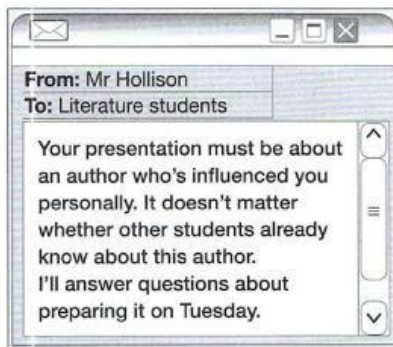 From: Mr Hollison
To: Literature students
Your presentation must be about
an author who's influenced you
personally. It doesn't matter
whether other students already
know about this author.
I'll answer questions about
preparing it on Tuesday.